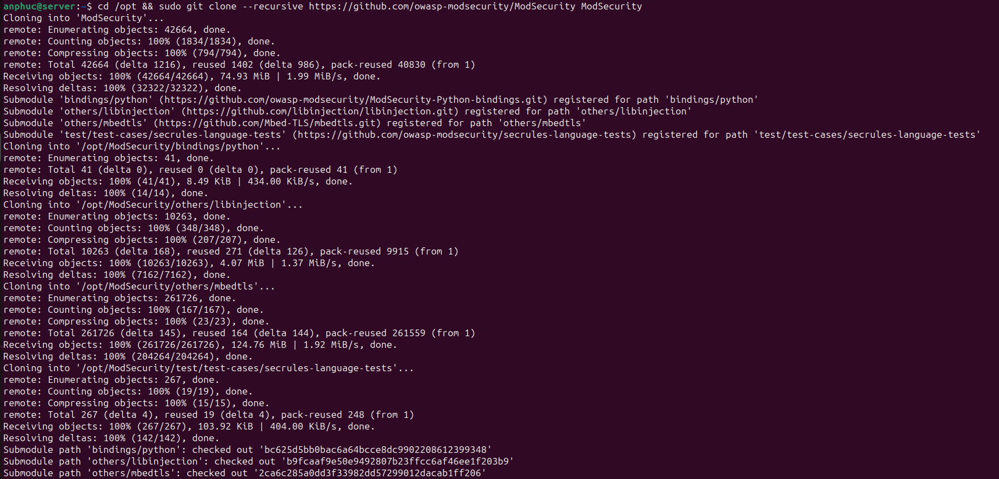 anphuc@server:~$ cd /opt && sudo git clone --recursive https://github.com/owasp-modsecurity/ModSecurity ModSecurity
Cloning into 'ModSecurity'...
remote: Enumerating objects: 42664, done.
remote: Counting objects: 100% (1834/1834), done.
remote: Compressing objects: 100% (794/794), done.
remote: Total 42664 (delta 1216), reused 1402 (delta 986), pack-reused 40830 (from 1)
Receiving objects: 100% (42664/42664), 74.93 MiB | 1.99 MiB/s, done.
Resolving deltas: 100% (32322/32322), done.
Submodule 'bindings/python' (https://github.com/owasp-modsecurity/ModSecurity-Python-bindings.git) registered for path 'bindings/python'
Submodule 'others/libinjection' (https://github.com/libinjection/libinjection.git) registered for path 'others/libinjection'
Submodule 'others/mbedtls' (https://github.com/Mbed-TLS/mbedtls.git) registered for path 'others/mbedtls'
Submodule 'test/test-cases/secrules-language-tests' (https://github.com/owasp-modsecurity/secrules-language-tests) registered for path 'test/test-cases/secrules-language-tests'
Cloning into '/opt/ModSecurity/bindings/python'...
remote: Enumerating objects: 41, done.
remote: Total 41 (delta 0), reused 0 (delta 0), pack-reused 41 (from 1)
Receiving objects: 100% (41/41), 8.49 KiB | 434.00 KiB/s, done.
Resolving deltas: 100% (14/14), done.
Cloning into '/opt/ModSecurity/others/libinjection'...
remote: Enumerating objects: 10263, done.
remote: Counting objects: 100% (348/348), done.
remote: Compressing objects: 100% (207/207), done.
remote: Total 10263 (delta 168), reused 271 (delta 126), pack-reused 9915 (from 1)
Receiving objects: 100% (10263/10263), 4.07 MiB | 1.37 MiB/s, done.
Resolving deltas: 100% (7162/7162), done.
Cloning into '/opt/ModSecurity/others/mbedtls'...
remote: Enumerating objects: 261726, done.
remote: Counting objects: 100% (167/167), done.
remote: Compressing objects: 100% (23/23), done.
remote: Total 261726 (delta 145), reused 164 (delta 144), pack-reused 261559 (from 1)
Receiving objects: 100% (261726/261726), 124.76 MiB | 1.92 MiB/s, done.
Resolving deltas: 100% (204264/204264), done.
Cloning into '/opt/ModSecurity/test/test-cases/secrules-language-tests'...
remote: Enumerating objects: 267, done.
remote: Counting objects: 100% (19/19), done.
remote: Compressing objects: 100% (15/15), done.
remote: Total 267 (delta 4), reused 19 (delta 4), pack-reused 248 (from 1)
Receiving objects: 100% (267/267), 103.92 KiB | 404.00 KiB/s, done.
Resolving deltas: 100% (142/142), done.
Submodule path 'bindings/python': checked out 'bc625d5bb0bac6a64bcce8dc9902208612399348'
Submodule path 'others/libinjection': checked out 'b9fcaaf9e50e9492807b23ffcc6af46ee1f203b9'
Submodule path 'others/mbedtls': checked out '2ca6c285a0dd3f33982dd57299012dacab1ff206'